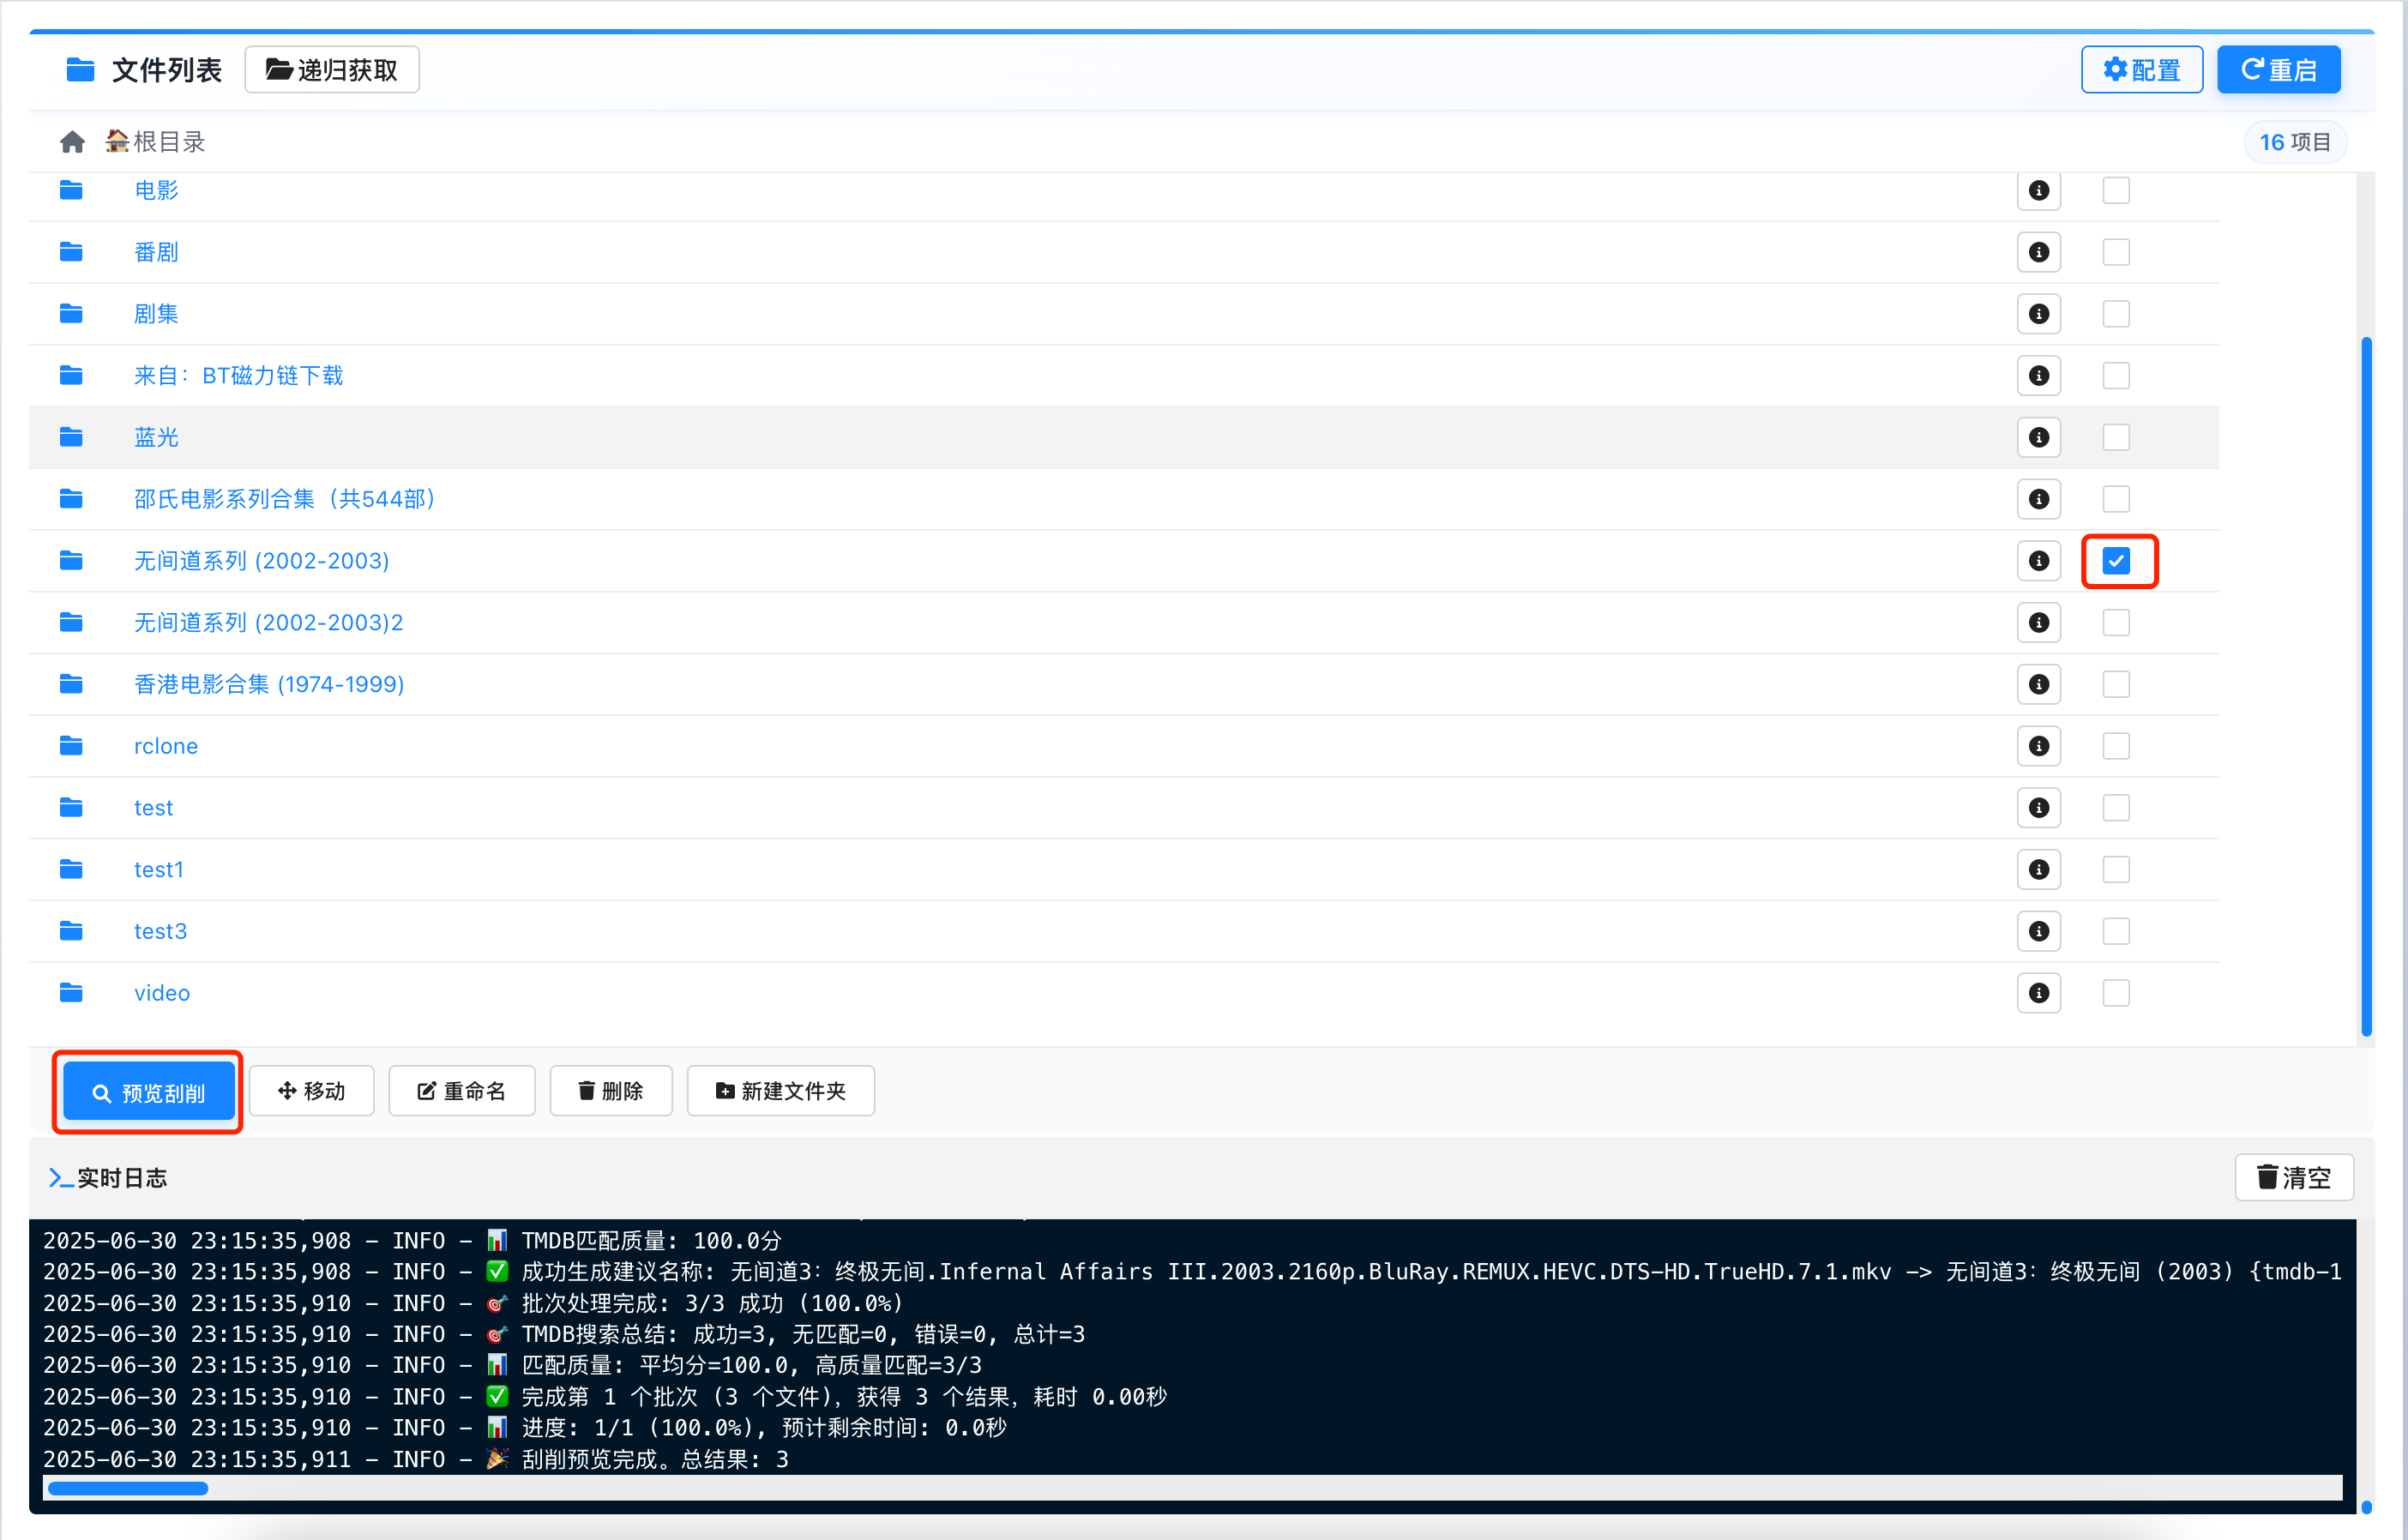 文件列表 递归获取 配置 重启
根目录 16 项目
电影
番剧
剧集
来自：BT磁力链下载
蓝光
邵氏电影系列合集（共544部）
无间道系列 (2002-2003)
无间道系列 (2002-2003)2
香港电影合集 (1974-1999)
rclone
test
test1
test3
video
预览刮削 移动 重命名 删除 新建文件夹
实时日志 清空
2025-06-30 23:15:35,908 - INFO - 📊 TMDB匹配质量: 100.0分
2025-06-30 23:15:35,908 - INFO - ✅ 成功生成建议名称: 无间道3：终极无间.Infernal Affairs III.2003.2160p.BluRay.REMUX.HEVC.DTS-HD.TrueHD.7.1.mkv -> 无间道3：终极无间 (2003) {tmdb-1
2025-06-30 23:15:35,910 - INFO - 🎯 批次处理完成: 3/3 成功 (100.0%)
2025-06-30 23:15:35,910 - INFO - 🎯 TMDB搜索总结: 成功=3, 无匹配=0, 错误=0, 总计=3
2025-06-30 23:15:35,910 - INFO - 📊 匹配质量: 平均分=100.0, 高质量匹配=3/3
2025-06-30 23:15:35,910 - INFO - ✅ 完成第 1 个批次 (3 个文件)，获得 3 个结果，耗时 0.00秒
2025-06-30 23:15:35,910 - INFO - 📊 进度: 1/1 (100.0%), 预计剩余时间: 0.0秒
2025-06-30 23:15:35,911 - INFO - 🎉 刮削预览完成。总结果: 3